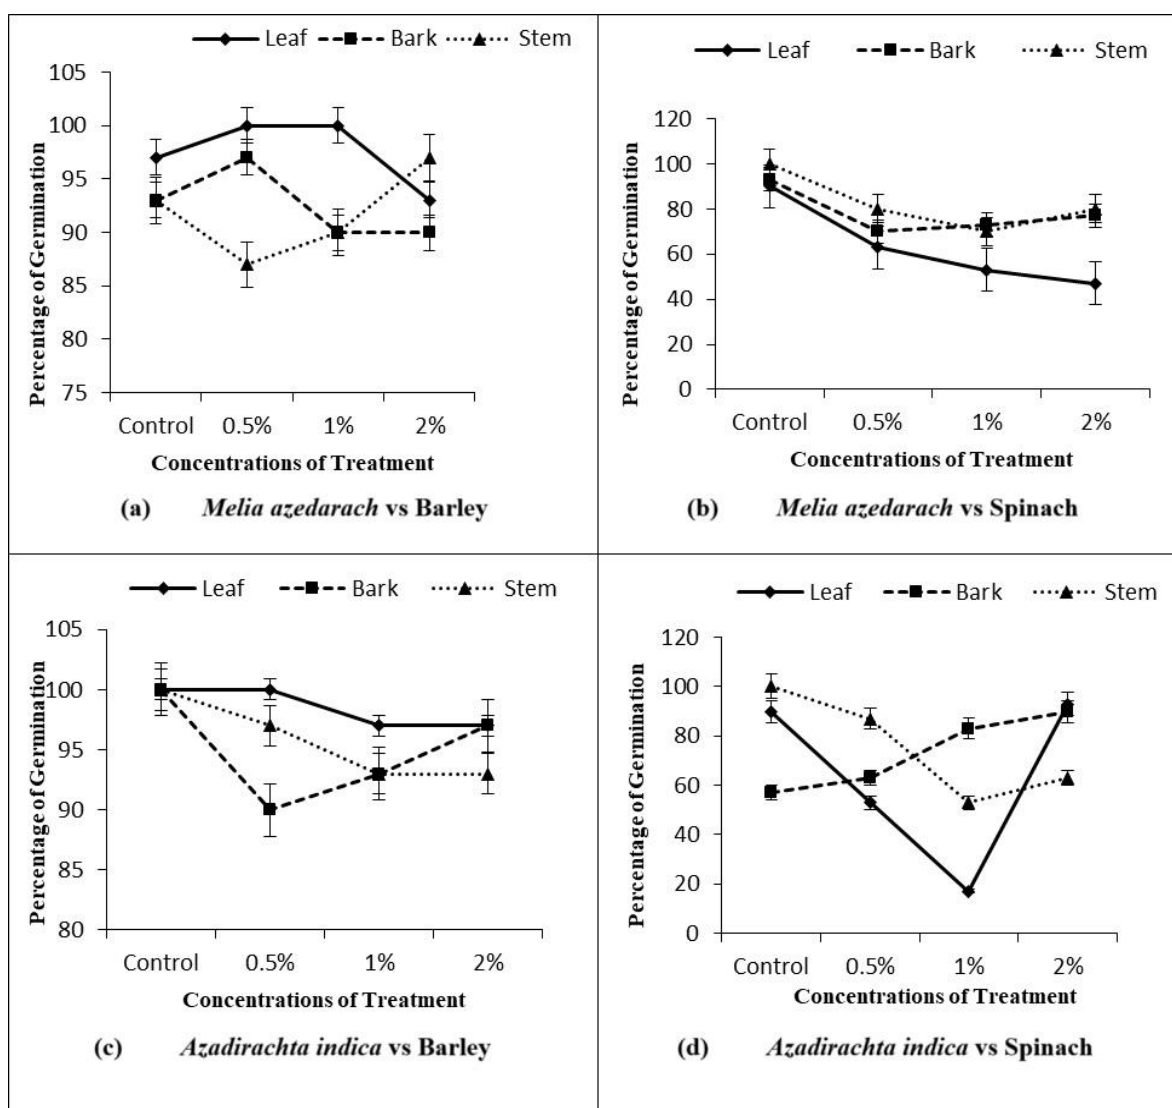 Leaf Bark Stem
105
100
95
90
85
80
75
Percentage of Germination
Control 0.5% 1% 2%
Concentrations of Treatment
(a) Melia azedarach vs Barley
Leaf Bark Stem
120
100
80
60
40
20
0
Percentage of Germination
Control 0.5% 1% 2%
Concentrations of Treatment
(b) Melia azedarach vs Spinach
Leaf Bark Stem
105
100
95
90
85
80
Percentage of Germination
Control 0.5% 1% 2%
Concentrations of Treatment
(c) Azadirachta indica vs Barley
Leaf Bark Stem
120
100
80
60
40
20
0
Percentage of Germination
Control 0.5% 1% 2%
Concentrations of Treatment
(d) Azadirachta indica vs Spinach